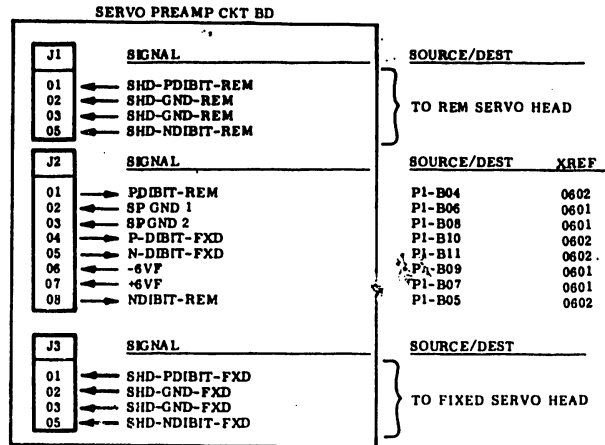 SERVO PREAMP CKT BD
J1 SIGNAL SOURCE/DEST
01 SHD-PDIBIT-REM
02 SHD-GND-REM
03 SHD-GND-REM
05 SHD-NDIBIT-REM
TO REM SERVO HEAD
J2 SIGNAL SOURCE/DEST XREF
01 PDIBIT-REM P1-B04 0602
02 SP GND 1 P1-B06 0601
03 SP GND 2 P1-B08 0601
04 P-DIBIT-FXD P1-B10 0602
05 N-DIBIT-FXD P1-B11 0602
06 -6VF P1-B09 0601
07 +6VF P1-B07 0601
08 NDIBIT-REM P1-B05 0602
J3 SIGNAL SOURCE/DEST
01 SHD-PDIBIT-FXD
02 SHD-GND-FXD
03 SHD-GND-FXD
05 SHD-NDIBIT-FXD
TO FIXED SERVO HEAD